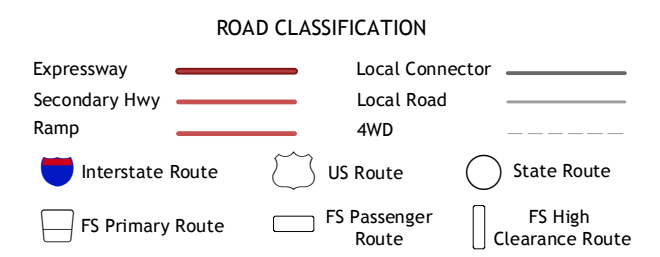 ROAD CLASSIFICATION
Expressway
Local Connector
Secondary Hwy
Local Road
Ramp
4WD
Interstate Route
US Route
State Route
FS Primary Route
FS Passenger
Route
FS High
Clearance Route